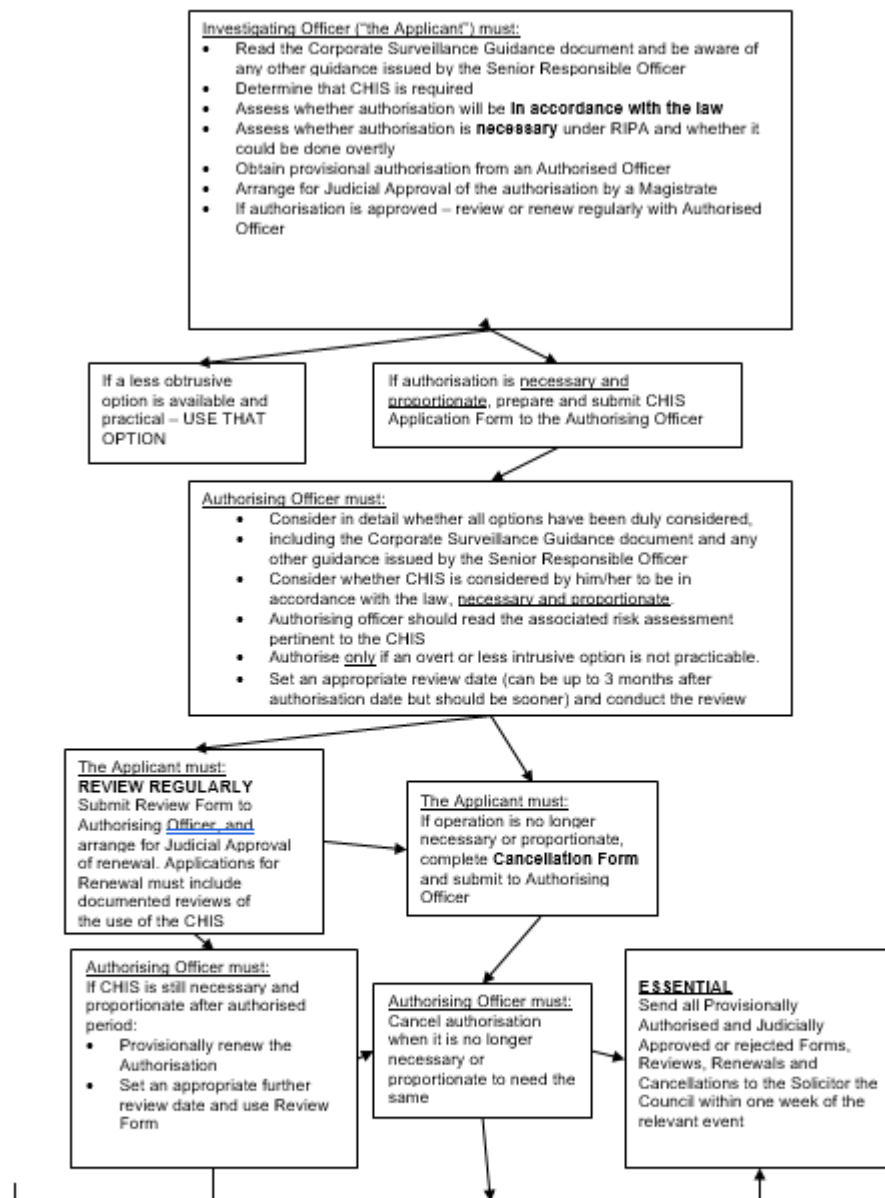 Investigating Officer ("the Applicant") must:
• Read the Corporate Surveillance Guidance document and be aware of
any other guidance issued by the Senior Responsible Officer
• Determine that CHIS is required
• Assess whether authorisation will be in accordance with the law
• Assess whether authorisation is necessary under RIPA and whether it
could be done overtly
• Obtain provisional authorisation from an Authorised Officer
• Arrange for Judicial Approval of the authorisation by a Magistrate
• If authorisation is approved – review or renew regularly with Authorised
Officer
If a less obtrusive
option is available and
practical – USE THAT
OPTION
If authorisation is necessary and
proportionate, prepare and submit CHIS
Application Form to the Authorising Officer
Authorising Officer must:
• Consider in detail whether all options have been duly considered,
• including the Corporate Surveillance Guidance document and any
other guidance issued by the Senior Responsible Officer
• Consider whether CHIS is considered by him/her to be in
accordance with the law, necessary and proportionate.
• Authorising officer should read the associated risk assessment
pertinent to the CHIS
• Authorise only if an overt or less intrusive option is not practicable.
• Set an appropriate review date (can be up to 3 months after
authorisation date but should be sooner) and conduct the review
The Applicant must:
REVIEW REGULARLY
Submit Review Form to
Authorising Officer, and
arrange for Judicial Approval
of renewal. Applications for
Renewal must include
documented reviews of
the use of the CHIS
The Applicant must:
If operation is no longer
necessary or proportionate,
complete Cancellation Form
and submit to Authorising
Officer
Authorising Officer must:
If CHIS is still necessary and
proportionate after authorised
period:
• Provisionally renew the
Authorisation
• Set an appropriate further
review date and use Review
Form
Authorising Officer must:
Cancel authorisation
when it is no longer
necessary or
proportionate to need the
same
ESSENTIAL
Send all Provisionally
Authorised and Judicially
Approved or rejected Forms,
Reviews, Renewals and
Cancellations to the Solicitor the
Council within one week of the
relevant event